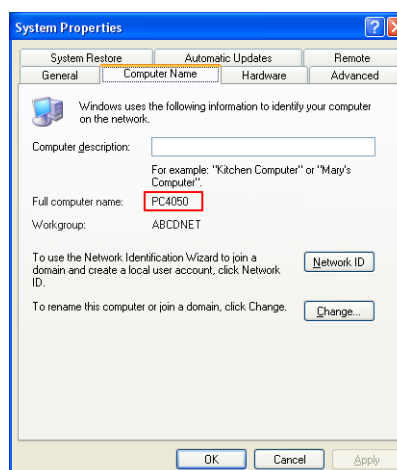 System Properties
System Restore Automatic Updates Remote
General Computer Name Hardware Advanced
Windows uses the following information to identify your computer
on the network.
Computer description:
For example: "Kitchen Computer" or "Mary's
Computer".
Full computer name: PC4050
Workgroup: ABCDNET
To use the Network Identification Wizard to join a
domain and create a local user account, click Network
ID.
Network ID
To rename this computer or join a domain, click Change.
Change...
OK Cancel Apply